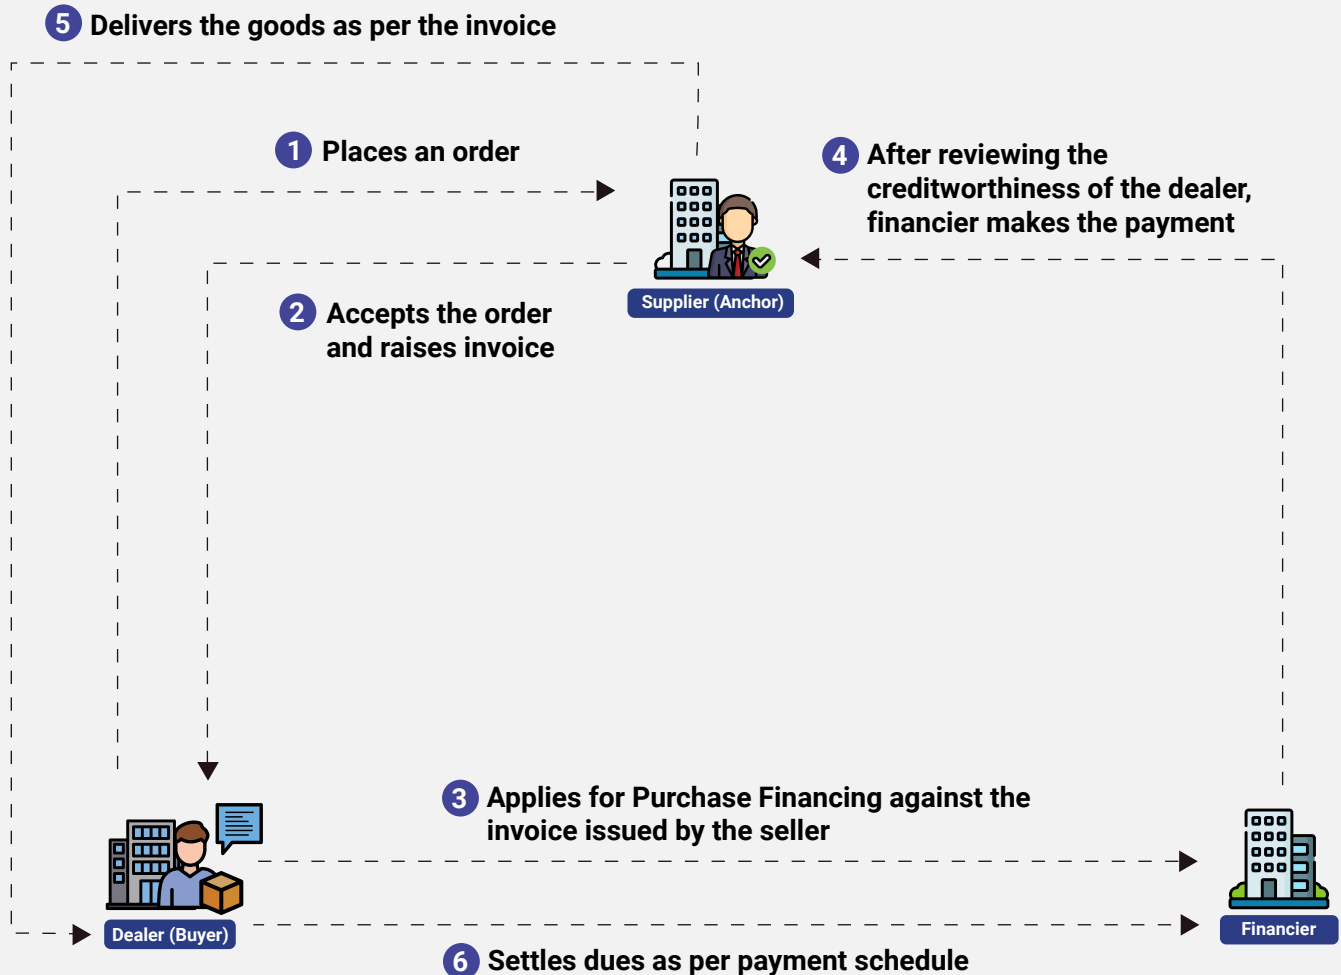 5 Delivers the goods as per the invoice
1 Places an order
4 After reviewing the
creditworthiness of the dealer,
financier makes the payment
Supplier (Anchor)
2 Accepts the order
and raises invoice
3 Applies for Purchase Financing against the
invoice issued by the seller
Dealer (Buyer)
Financier
6 Settles dues as per payment schedule